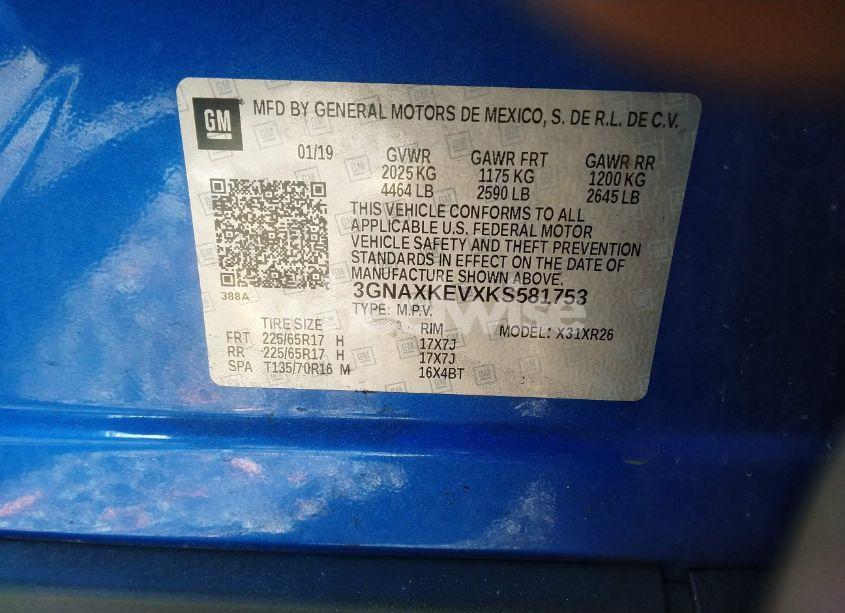 GM MFD BY GENERAL MOTORS DE MEXICO, S. DE R.L. DE C.V.
01/19 GVWR GAWR FRT GAWR RR
2025 KG 1175 KG 1200 KG
4464 LB 2590 LB 2645 LB
THIS VEHICLE CONFORMS TO ALL
APPLICABLE U.S. FEDERAL MOTOR
VEHICLE SAFETY AND THEFT PREVENTION
STANDARDS IN EFFECT ON THE DATE OF
MANUFACTURE SHOWN ABOVE.
388A
3GNAXKEVXKS581753
TYPE: M.P.V. MODEL: X31XR26
TIRE SIZE RIM
FRT 225/65R17 H 17X7J
RR 225/65R17 H 17X7J
SPA T135/70R16 M 16X4BT